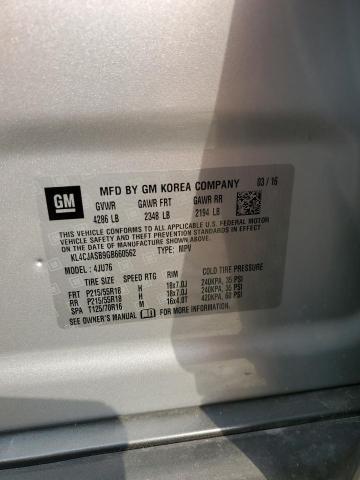 GM
MFD BY GM KOREA COMPANY 03/16
GVWR GAWR FRT GAWR RR
4286 LB 2348 LB 2194 LB
THIS VEHICLE CONFORMS TO ALL APPLICABLE U.S. FEDERAL MOTOR
VEHICLE SAFETY, BUMPER, AND THEFT PREVENTION STANDARDS
IN EFFECT ON THE DATE OF MANUFACTURE SHOWN ABOVE.
KL4CJASB9GB660562 TYPE: MPV
MODEL: 4JU76
TIRE SIZE SPEED RTG RIM COLD TIRE PRESSURE
FRT P215/55R18 H 18x7.0J 240KPA, 35 PSI
RR P215/55R18 H 18x7.0J 240KPA, 35 PSI
SPA T125/70R16 M 16x4.0T 420KPA, 60 PSI
SEE OWNER'S MANUAL FOR MORE INFORMATION.